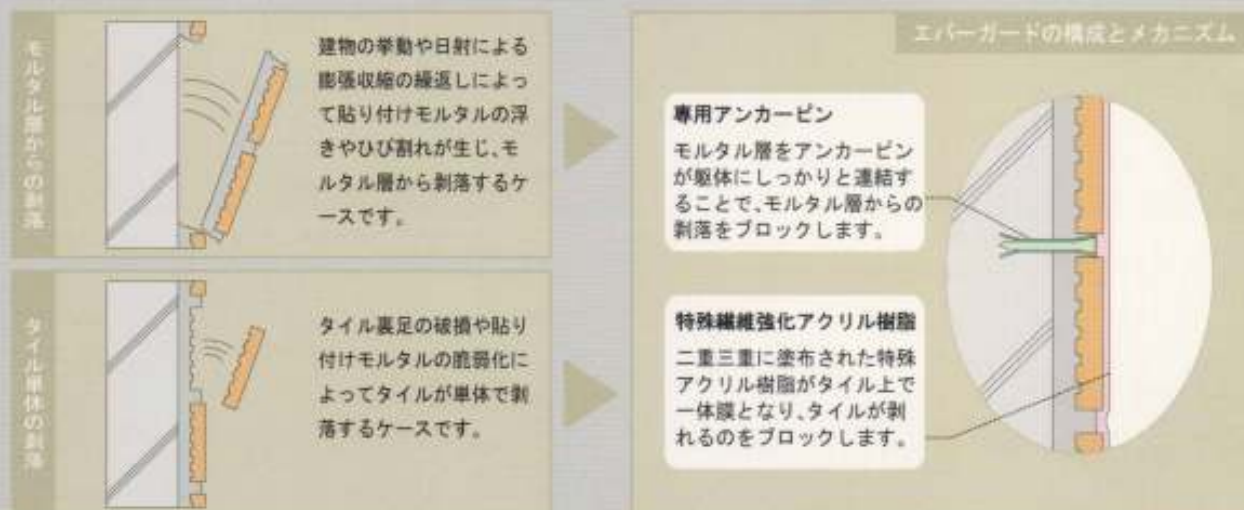 モルタル層からの剥落
建物の挙動や日射による
膨張収縮の繰返しによっ
て貼り付けモルタルの浮
きやひび割れが生じ、モ
ルタル層から剥落するケ
ースです。
タイル単体の剥落
タイル裏足の破損や貼り
付けモルタルの脆弱化に
よってタイルが単体で剥
落するケースです。
エバーガードの構成とメカニズム
専用アンカーピン
モルタル層をアンカーピン
が躯体にしっかりと連結す
ることで、モルタル層からの
剥落をブロックします。
特殊繊維強化アクリル樹脂
二重三重に塗布された特殊
アクリル樹脂がタイル上で
一体膜となり、タイルが剥
れるのをブロックします。